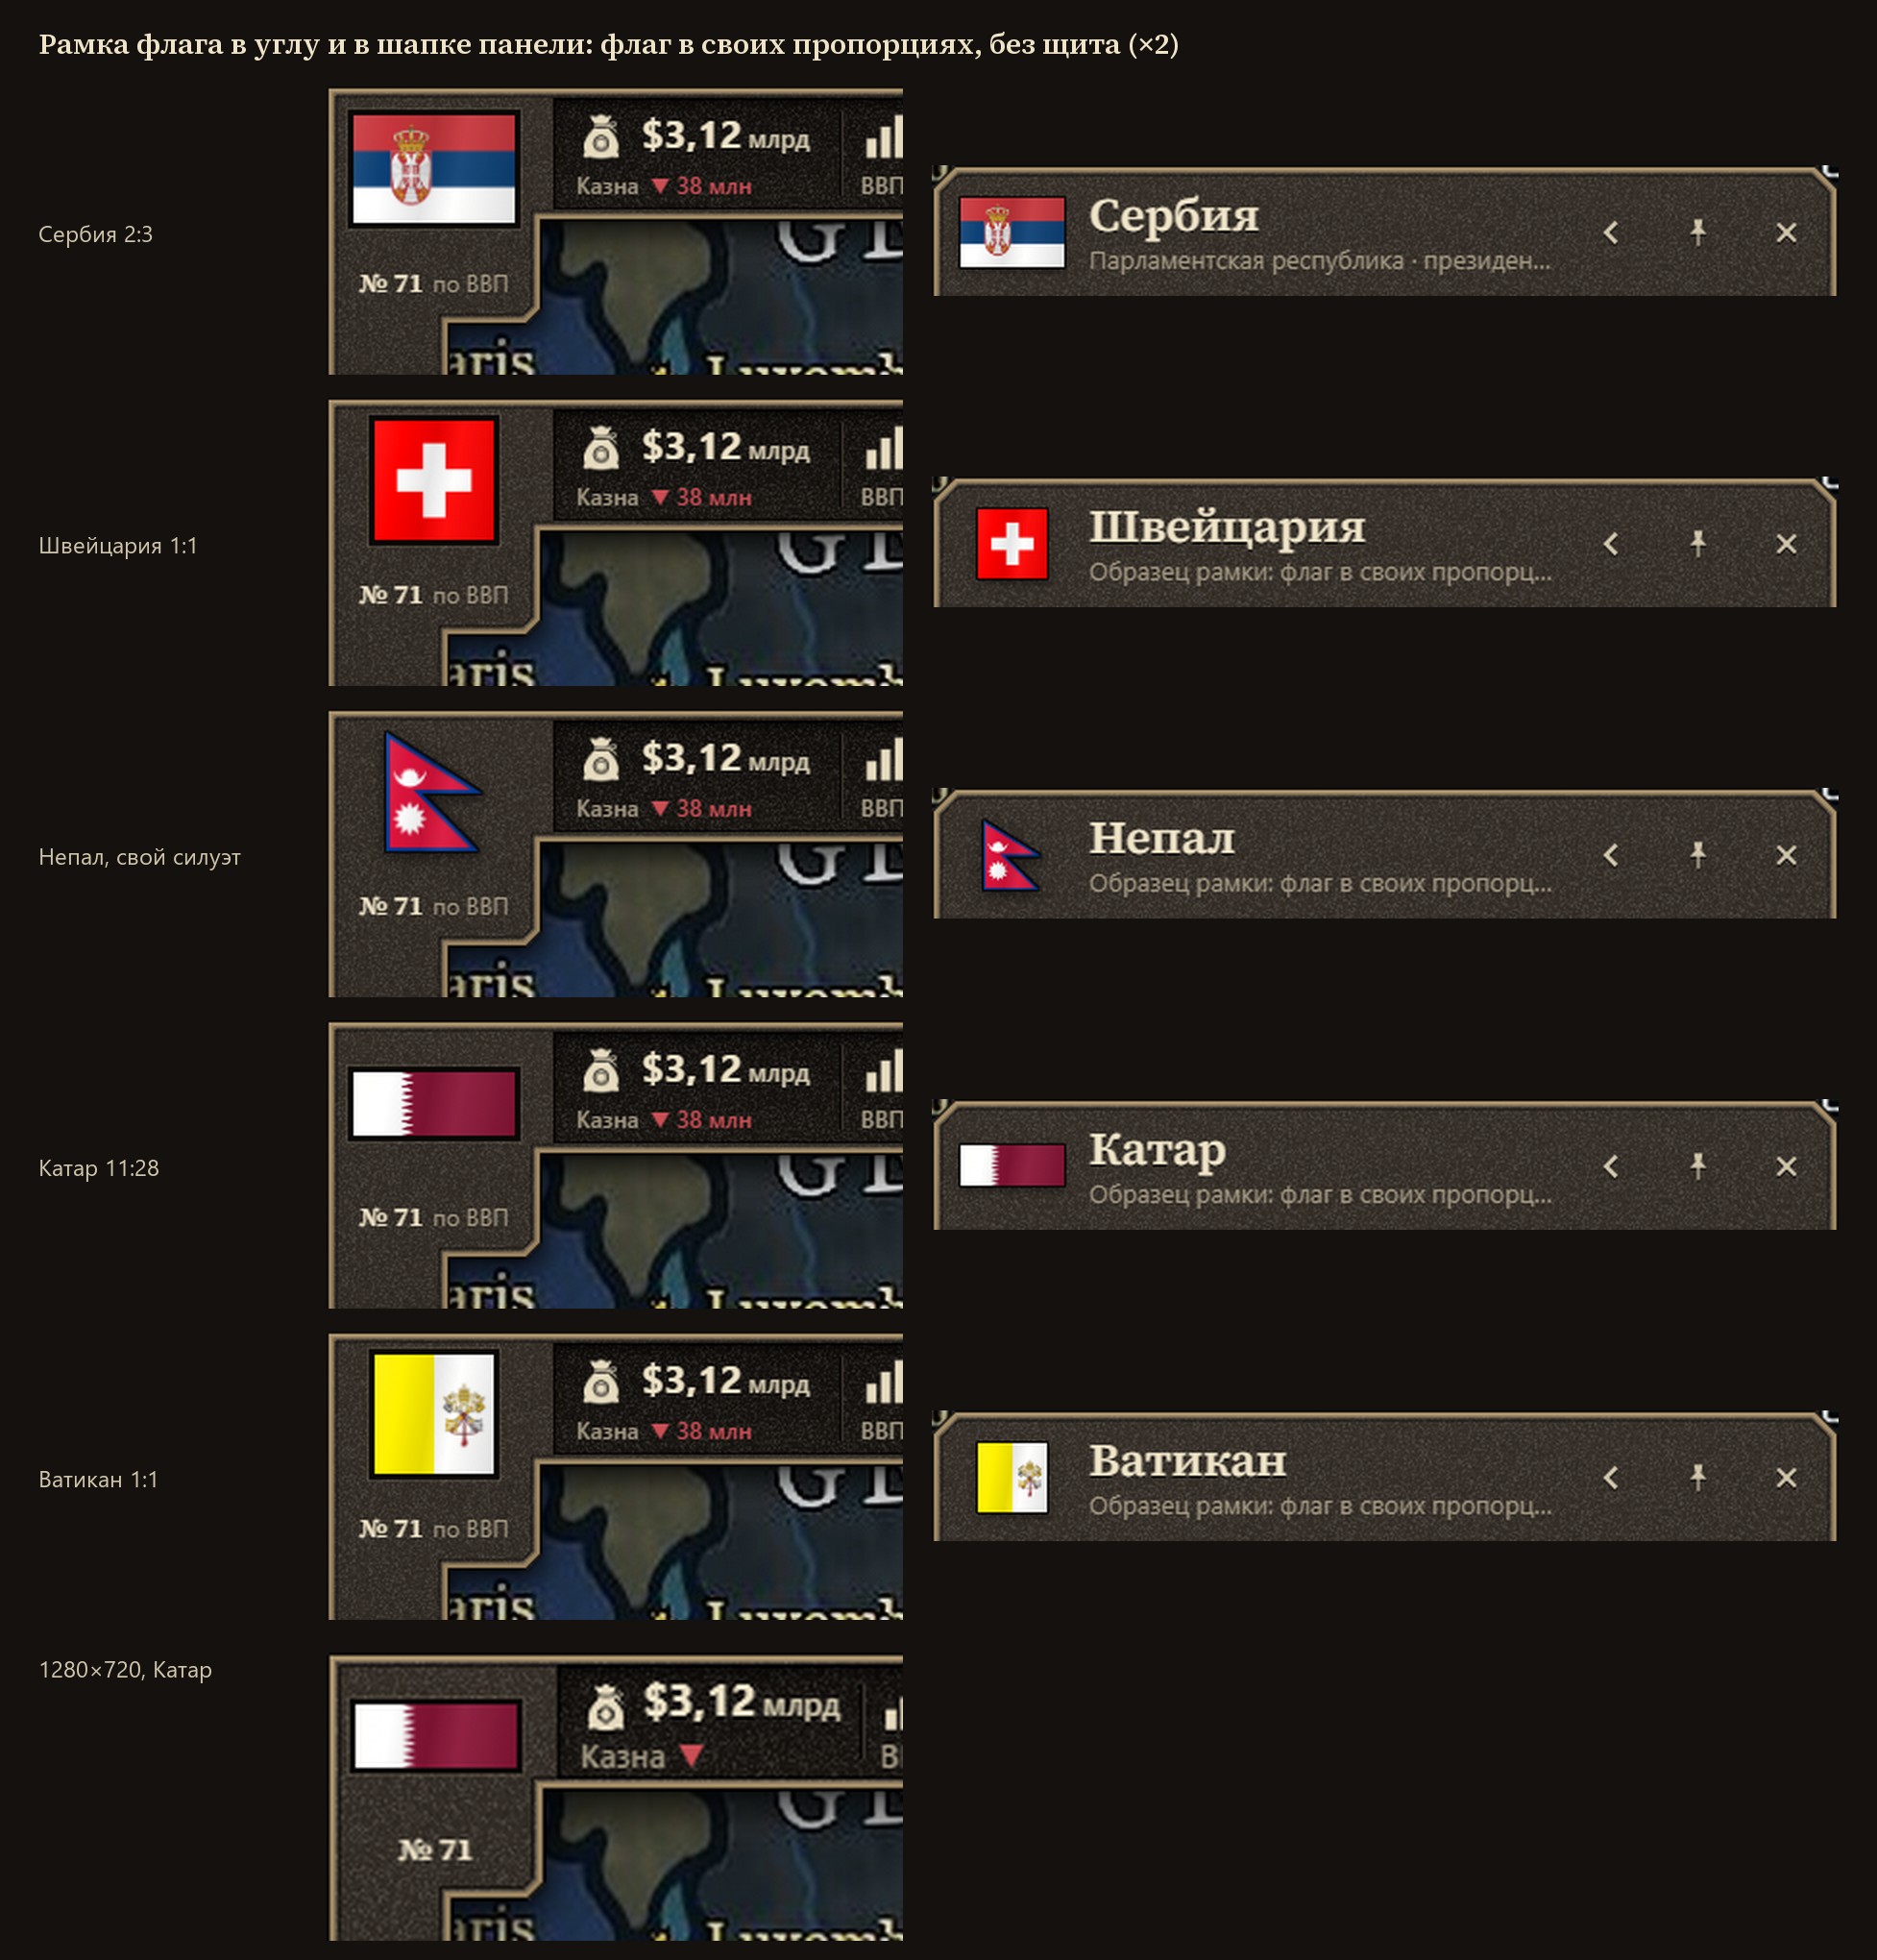 Рамка флага в углу и в шапке панели: флаг в своих пропорциях, без щита (×2)
Сербия 2:3
$3,12 млрд
Казна ▼ 38 млн
ВВП
№ 71 по ВВП
aris
Сербия
Парламентская республика · президен...
Швейцария 1:1
$3,12 млрд
Казна ▼ 38 млн
ВВП
№ 71 по ВВП
aris
Швейцария
Образец рамки: флаг в своих пропорц...
Непал, свой силуэт
$3,12 млрд
Казна ▼ 38 млн
ВВП
№ 71 по ВВП
aris
Непал
Образец рамки: флаг в своих пропорц...
Катар 11:28
$3,12 млрд
Казна ▼ 38 млн
ВВП
№ 71 по ВВП
aris
Катар
Образец рамки: флаг в своих пропорц...
Ватикан 1:1
$3,12 млрд
Казна ▼ 38 млн
ВВП
№ 71 по ВВП
aris
Ватикан
Образец рамки: флаг в своих пропорц...
1280×720, Катар
$3,12 млрд
Казна ▼
№ 71
aris